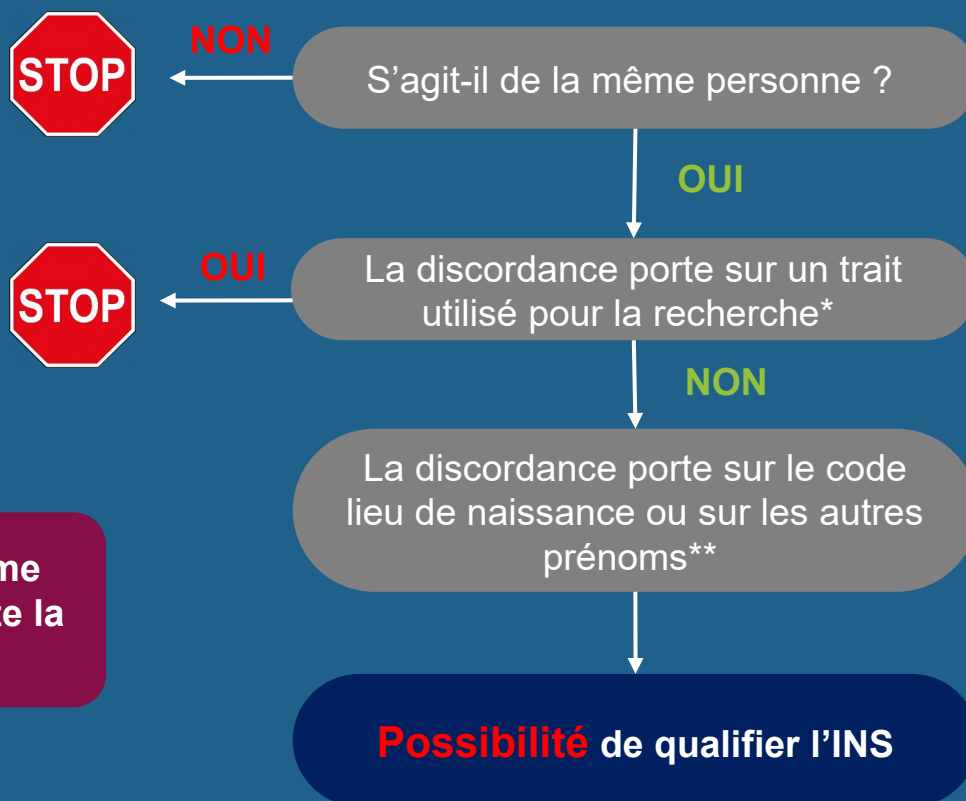 STOP
NON
S'agit-il de la même personne ?
OUI
STOP
OUI
La discordance porte sur un trait
utilisé pour la recherche*
NON
La discordance porte sur le code
lieu de naissance ou sur les autres
prénoms**
la
Possibilité de qualifier l'INS